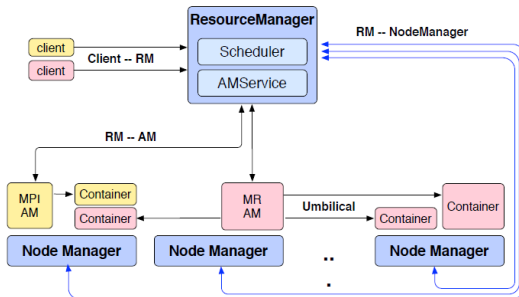 ResourceManager
RM -- NodeManager
client
Scheduler
Client -- RM
client
AMService
RM -- AM
MPI
AM
Container
Container
MR
AM
Umbilical
Container
Container
Node Manager
Node Manager
..
.
Node Manager